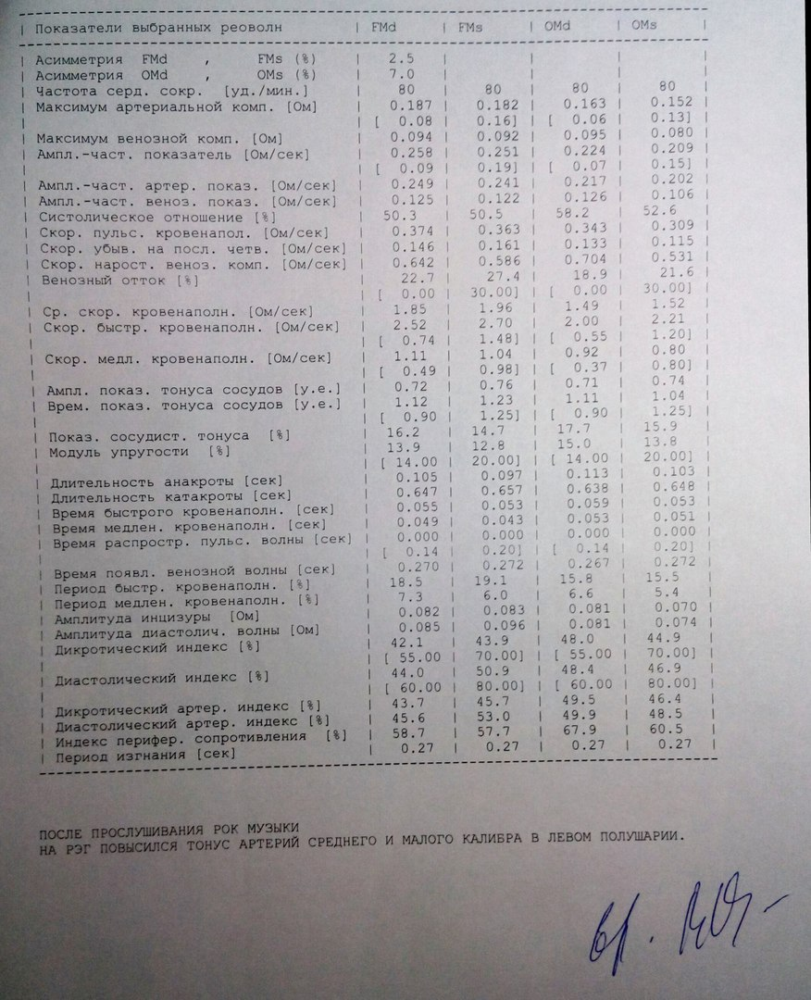 | Показатели выбранных реоволн | FMd | FMs | OMd | OMs |
| Асимметрия FMd , FMs (%) | 2.5 | | | |
| Асимметрия OMd , OMs (%) | 7.0 | | | |
| Частота серд. сокр. [уд./мин.] | 80 | 80 | 80 | 80 |
| Максимум артериальной комп. [Ом] | 0.187 | 0.182 | 0.163 | 0.152 |
| | [ 0.08 | 0.16] | [ 0.06 | 0.13] |
| Максимум венозной комп. [Ом] | 0.094 | 0.092 | 0.095 | 0.080 |
| Ампл.-част. показатель [Ом/сек] | 0.258 | 0.251 | 0.224 | 0.209 |
| | [ 0.09 | 0.19] | [ 0.07 | 0.15] |
| Ампл.-част. артер. показ. [Ом/сек] | 0.249 | 0.241 | 0.217 | 0.202 |
| Ампл.-част. веноз. показ. [Ом/сек] | 0.125 | 0.122 | 0.126 | 0.106 |
| Систолическое отношение [%] | 50.3 | 50.5 | 58.2 | 52.6 |
| Скор. пульс. кровенапол. [Ом/сек] | 0.374 | 0.363 | 0.343 | 0.309 |
| Скор. убыв. на посл. четв. [Ом/сек] | 0.146 | 0.161 | 0.133 | 0.115 |
| Скор. нарост. веноз. комп. [Ом/сек] | 0.642 | 0.586 | 0.704 | 0.531 |
| Венозный отток [%] | 22.7 | 27.4 | 18.9 | 21.6 |
| | [ 0.00 | 30.00] | [ 0.00 | 30.00] |
| Ср. скор. кровенаполн. [Ом/сек] | 1.85 | 1.96 | 1.49 | 1.52 |
| Скор. быстр. кровенаполн. [Ом/сек] | 2.52 | 2.70 | 2.00 | 2.21 |
| | [ 0.74 | 1.48] | [ 0.55 | 1.20] |
| Скор. медл. кровенаполн. [Ом/сек] | 1.11 | 1.04 | 0.92 | 0.80 |
| | [ 0.49 | 0.98] | [ 0.37 | 0.80] |
| Ампл. показ. тонуса сосудов [у.е.] | 0.72 | 0.76 | 0.71 | 0.74 |
| Врем. показ. тонуса сосудов [у.е.] | 1.12 | 1.23 | 1.11 | 1.04 |
| | [ 0.90 | 1.25] | [ 0.90 | 1.25] |
| Показ. сосудист. тонуса [%] | 16.2 | 14.7 | 17.7 | 15.9 |
| Модуль упругости [%] | 13.9 | 12.8 | 15.0 | 13.8 |
| | [ 14.00 | 20.00] | [ 14.00 | 20.00] |
| Длительность анакроты [сек] | 0.105 | 0.097 | 0.113 | 0.103 |
| Длительность катакроты [сек] | 0.647 | 0.657 | 0.638 | 0.648 |
| Время быстрого кровенаполн. [сек] | 0.055 | 0.053 | 0.059 | 0.053 |
| Время медлен. кровенаполн. [сек] | 0.049 | 0.043 | 0.053 | 0.051 |
| Время распростр. пульс. волны [сек] | 0.000 | 0.000 | 0.000 | 0.000 |
| | [ 0.14 | 0.20] | [ 0.14 | 0.20] |
| Время появл. венозной волны [сек] | 0.270 | 0.272 | 0.267 | 0.272 |
| Период быстр. кровенаполн. [%] | 18.5 | 19.1 | 15.8 | 15.5 |
| Период медлен. кровенаполн. [%] | 7.3 | 6.0 | 6.6 | 5.4 |
| Амплитуда инцизуры [Ом] | 0.082 | 0.083 | 0.081 | 0.070 |
| Амплитуда диастолич. волны [Ом] | 0.085 | 0.096 | 0.081 | 0.074 |
| Дикротический индекс [%] | 42.1 | 43.9 | 48.0 | 44.9 |
| | [ 55.00 | 70.00] | [ 55.00 | 70.00] |
| Диастолический индекс [%] | 44.0 | 50.9 | 48.4 | 46.9 |
| | [ 60.00 | 80.00] | [ 60.00 | 80.00] |
| Дикротический артер. индекс [%] | 43.7 | 45.7 | 49.5 | 46.4 |
| Диастолический артер. индекс [%] | 45.6 | 53.0 | 49.9 | 48.5 |
| Индекс перифер. сопротивления [%] | 58.7 | 57.7 | 67.9 | 60.5 |
| Период изгнания [сек] | 0.27 | 0.27 | 0.27 | 0.27 |
ПОСЛЕ ПРОСЛУШИВАНИЯ РОК МУЗЫКИ
НА РЭГ ПОВЫСИЛСЯ ТОНУС АРТЕРИЙ СРЕДНЕГО И МАЛОГО КАЛИБРА В ЛЕВОМ ПОЛУШАРИИ.
вр.